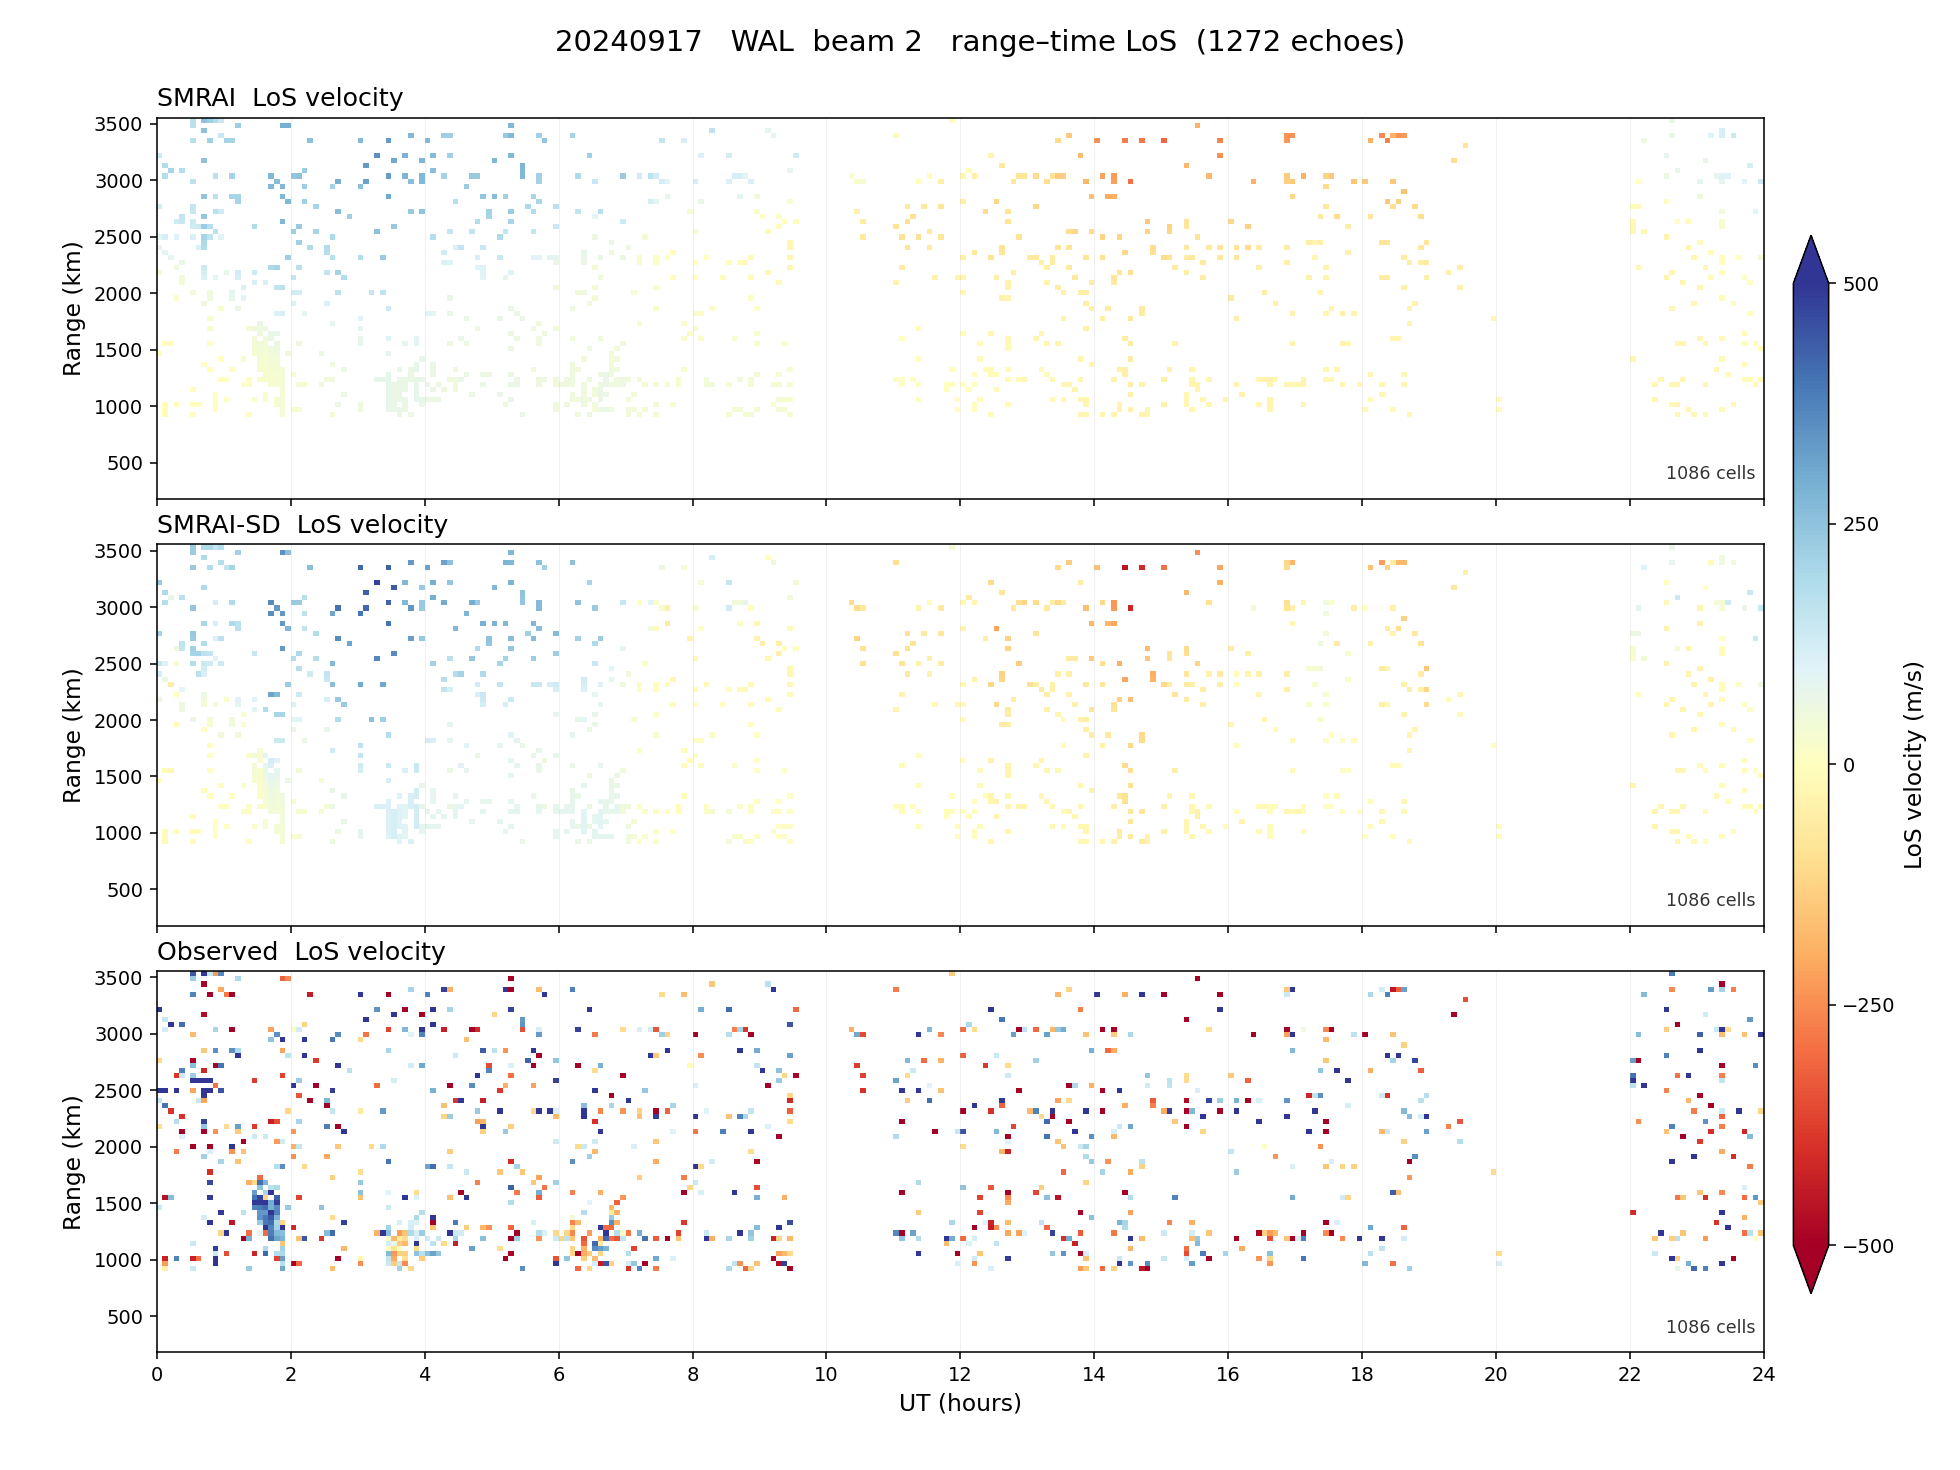 20240917   WAL  beam 2   range–time LoS  (1272 echoes)
SMRAI  LoS velocity
3500
3000
2500
2000
1500
1000
500
Range (km)
1086 cells
SMRAI-SD  LoS velocity
3500
3000
2500
2000
1500
1000
500
Range (km)
1086 cells
Observed  LoS velocity
3500
3000
2500
2000
1500
1000
500
Range (km)
1086 cells
0 2 4 6 8 10 12 14 16 18 20 22 24
UT (hours)
500
250
0
−250
−500
LoS velocity (m/s)